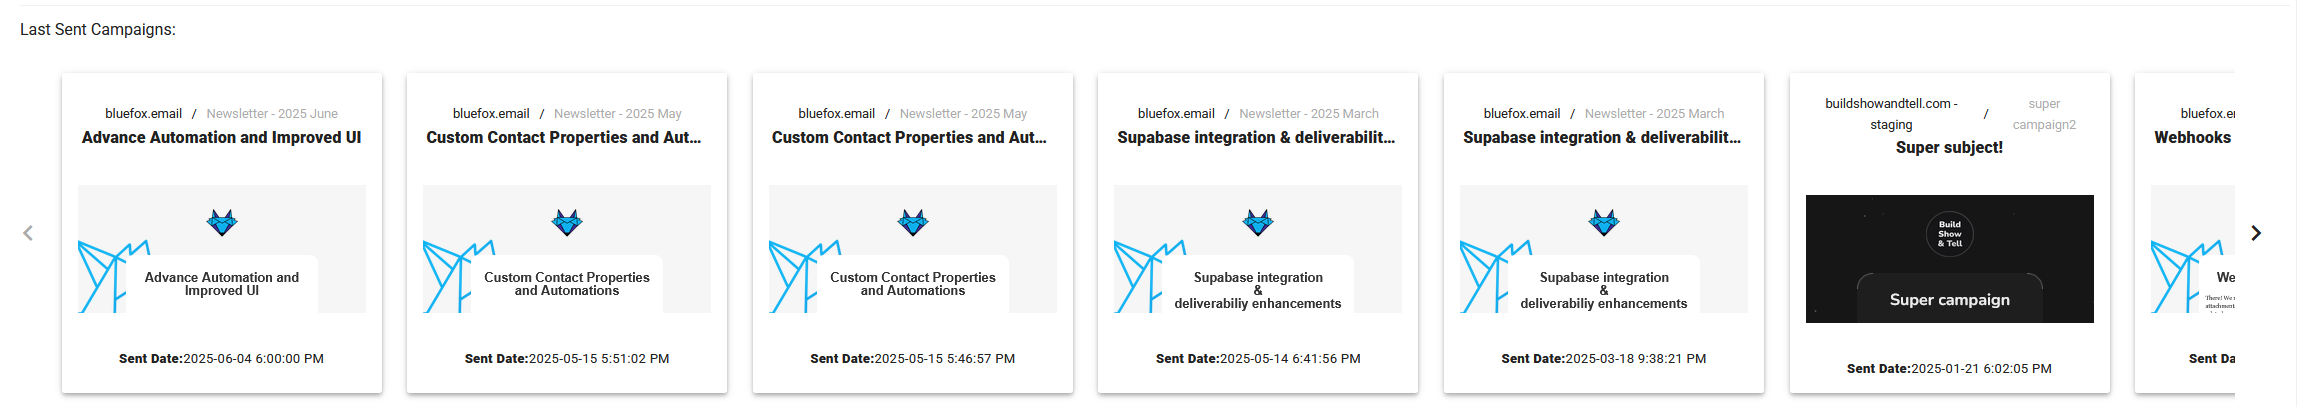 Last Sent Campaigns:
bluefox.email / Newsletter - 2025 June
Advance Automation and Improved UI
Advance Automation and
Improved UI
Sent Date:2025-06-04 6:00:00 PM
bluefox.email / Newsletter - 2025 May
Custom Contact Properties and Aut...
Custom Contact Properties
and Automations
Sent Date:2025-05-15 5:51:02 PM
bluefox.email / Newsletter - 2025 May
Custom Contact Properties and Aut...
Custom Contact Properties
and Automations
Sent Date:2025-05-15 5:46:57 PM
bluefox.email / Newsletter - 2025 March
Supabase integration & deliverabilit...
Supabase integration
&
deliverabiliy enhancements
Sent Date:2025-05-14 6:41:56 PM
bluefox.email / Newsletter - 2025 March
Supabase integration & deliverabilit...
Supabase integration
&
deliverabiliy enhancements
Sent Date:2025-03-18 9:38:21 PM
buildshowandtell.com - staging / super campaign2
Super subject!
Build
Show
& Tell
Super campaign
Sent Date:2025-01-21 6:02:05 PM
bluefox.e
Webhooks
We
There! We
attachment
Sent Da